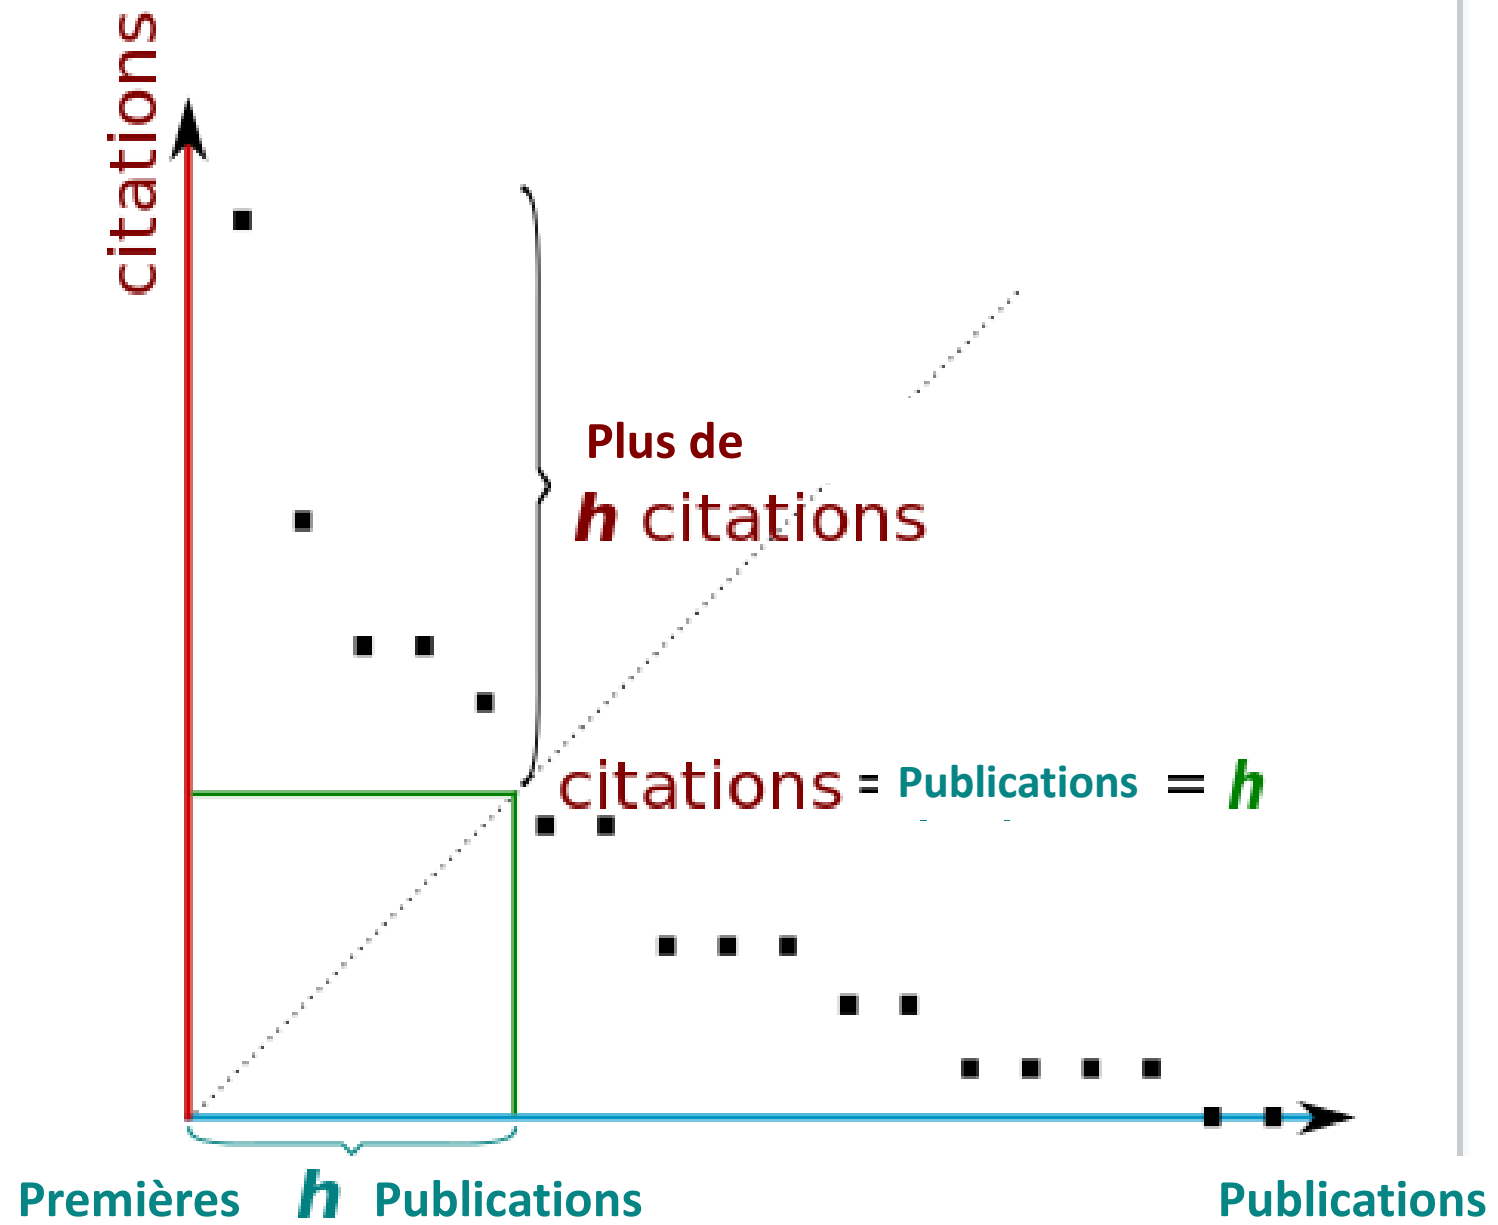 citations
Plus de
h citations
citations = Publications = h
Premières h Publications
Publications